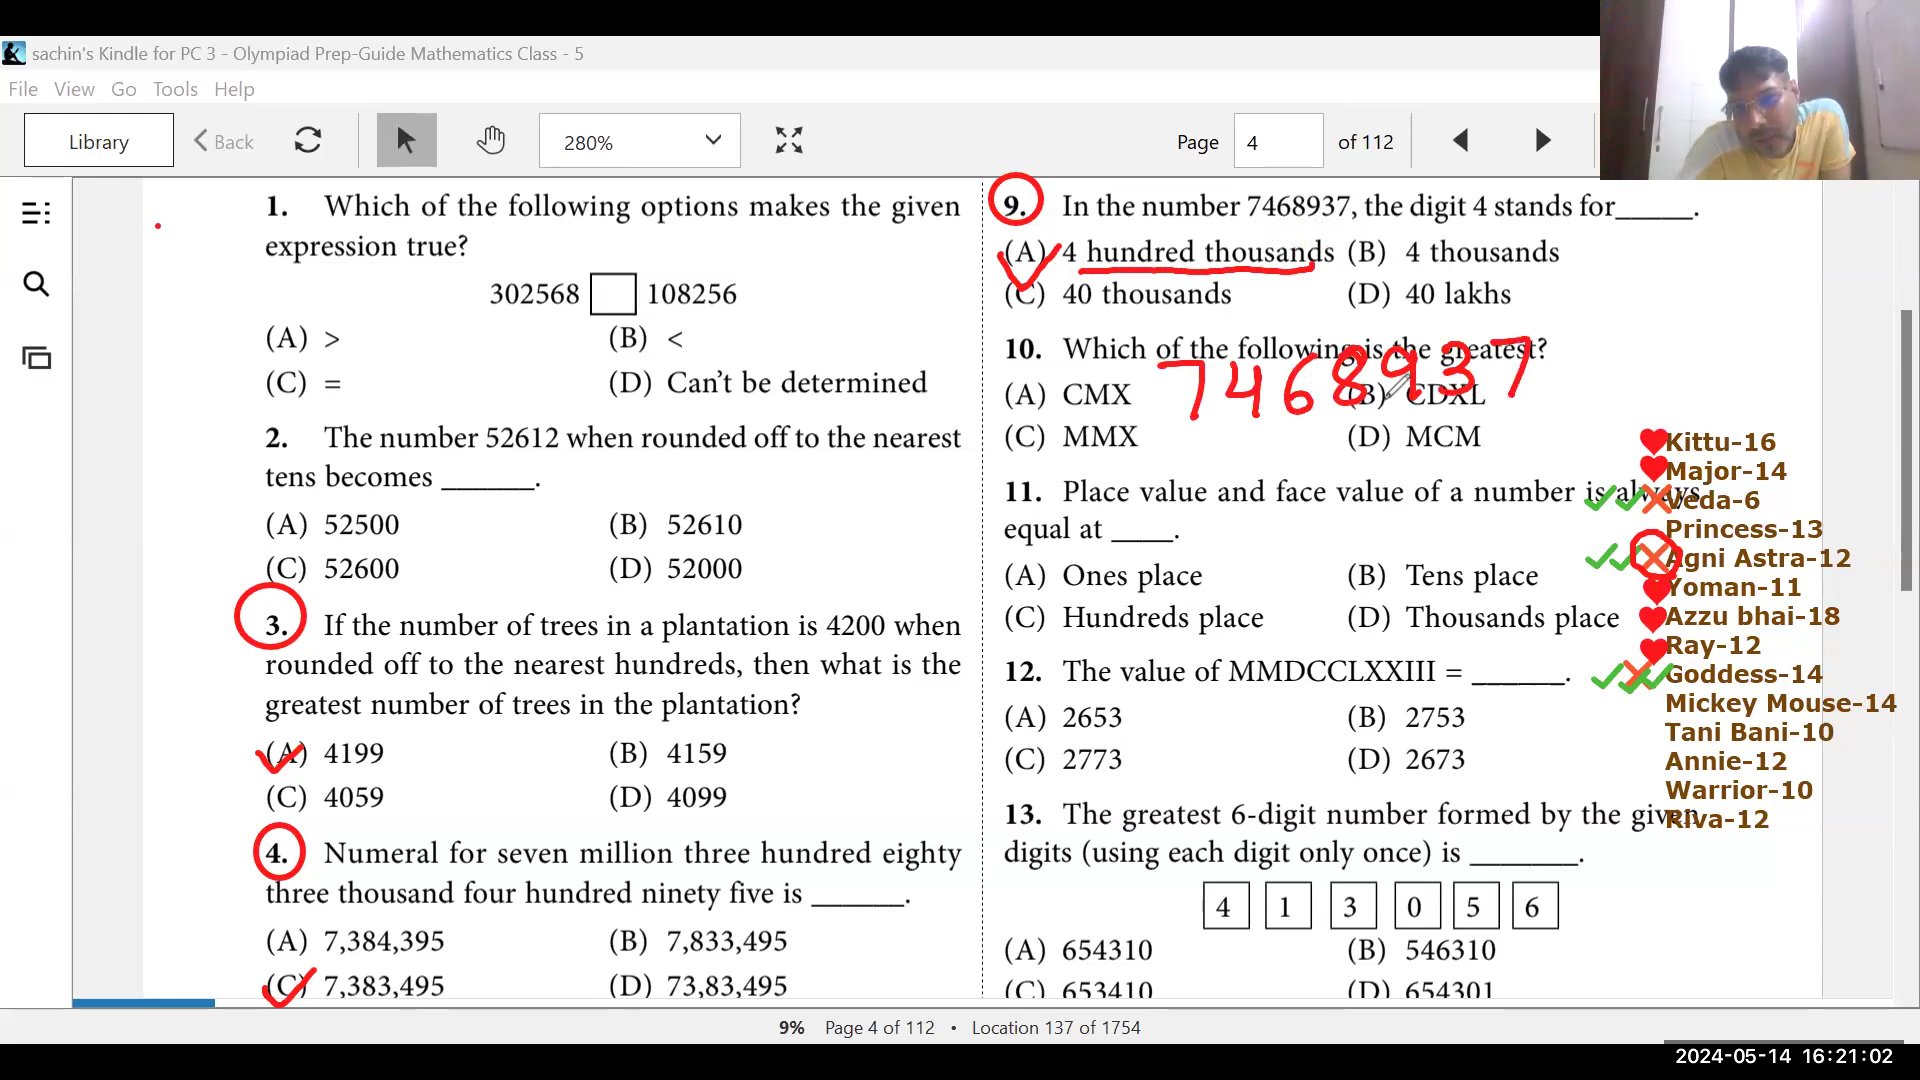 sachin's Kindle for PC 3 - Olympiad Prep-Guide Mathematics Class - 5
File View Go Tools Help
Library Back 280% Page 4 of 112
1. Which of the following options makes the given
expression true?
302568 108256
(A) > (B) <
(C) = (D) Can't be determined
2. The number 52612 when rounded off to the nearest
tens becomes ______.
(A) 52500 (B) 52610
(C) 52600 (D) 52000
3. If the number of trees in a plantation is 4200 when
rounded off to the nearest hundreds, then what is the
greatest number of trees in the plantation?
(A) 4199 (B) 4159
(C) 4059 (D) 4099
4. Numeral for seven million three hundred eighty
three thousand four hundred ninety five is ______.
(A) 7,384,395 (B) 7,833,495
(C) 7,383,495 (D) 73,83,495
9. In the number 7468937, the digit 4 stands for_____.
(A) 4 hundred thousands (B) 4 thousands
(C) 40 thousands (D) 40 lakhs
10. Which of the following is the greatest?
7468937
(A) CMX (B) CDXL
(C) MMX (D) MCM
11. Place value and face value of a number is always
equal at ____.
(A) Ones place (B) Tens place
(C) Hundreds place (D) Thousands place
12. The value of MMDCCLXXIII = ______.
(A) 2653 (B) 2753
(C) 2773 (D) 2673
13. The greatest 6-digit number formed by the given
digits (using each digit only once) is _______.
4 1 3 0 5 6
(A) 654310 (B) 546310
(C) 653410 (D) 654301
Kittu-16
Major-14
Veda-6
Princess-13
Agni Astra-12
Yoman-11
Azzu bhai-18
Ray-12
Goddess-14
Mickey Mouse-14
Tani Bani-10
Annie-12
Warrior-10
Riva-12
9% Page 4 of 112 • Location 137 of 1754
2024-05-14 16:21:02